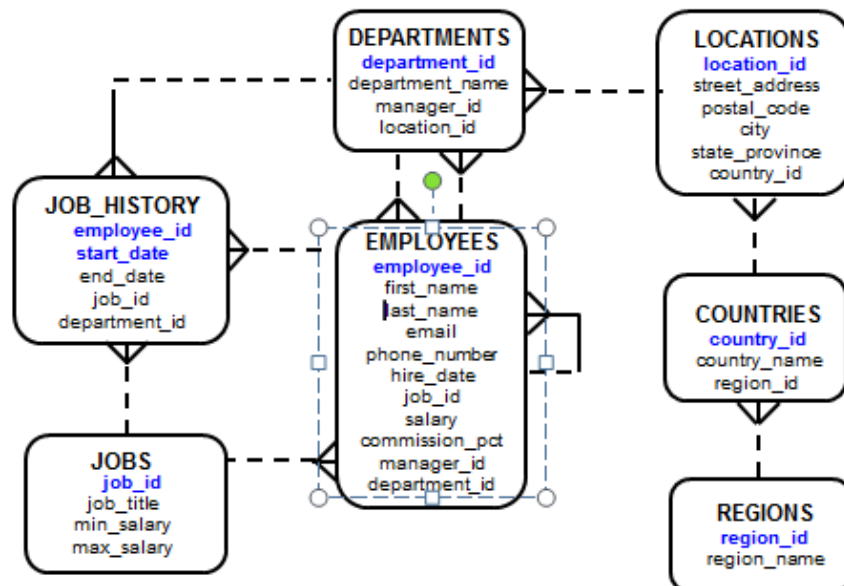 DEPARTMENTS
department_id
department_name
manager_id
location_id
LOCATIONS
location_id
street_address
postal_code
city
state_province
country_id
JOB_HISTORY
employee_id
start_date
end_date
job_id
department_id
EMPLOYEES
employee_id
first_name
last_name
email
phone_number
hire_date
job_id
salary
commission_pct
manager_id
department_id
COUNTRIES
country_id
country_name
region_id
JOBS
job_id
job_title
min_salary
max_salary
REGIONS
region_id
region_name